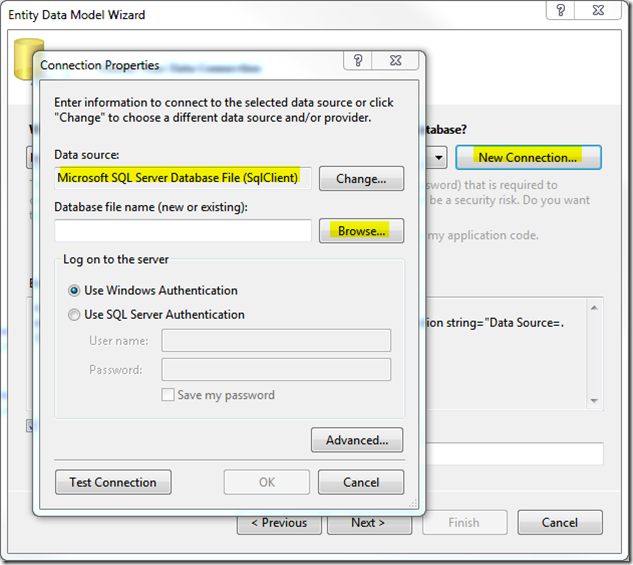 Entity Data Model Wizard
Connection Properties
Enter information to connect to the selected data source or click
"Change" to choose a different data source and/or provider.
Data source:
Microsoft SQL Server Database File (SqlClient)
Change...
Database file name (new or existing):
Browse...
Log on to the server
Use Windows Authentication
Use SQL Server Authentication
User name:
Password:
Save my password
Advanced...
Test Connection
OK
Cancel
New Connection...
sword) that is required to
be a security risk. Do you want
my application code.
ion string="Data Source=.
< Previous
Next >
Finish
Cancel